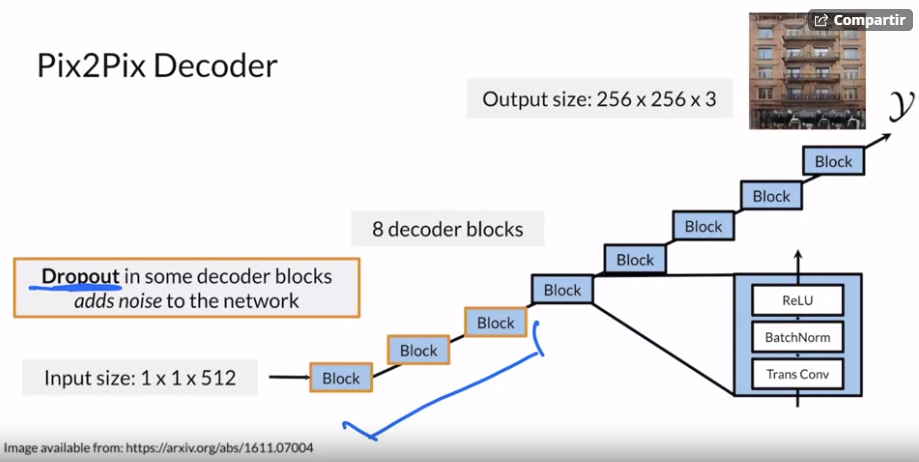 Compartir
Pix2Pix Decoder
Output size: 256 x 256 x 3
y
Block
Block
Block
8 decoder blocks
Block
Dropout in some decoder blocks
adds noise to the network
Block
ReLU
Block
BatchNorm
Block
Trans Conv
Input size: 1 x 1 x 512
Block
Image available from: https://arxiv.org/abs/1611.07004